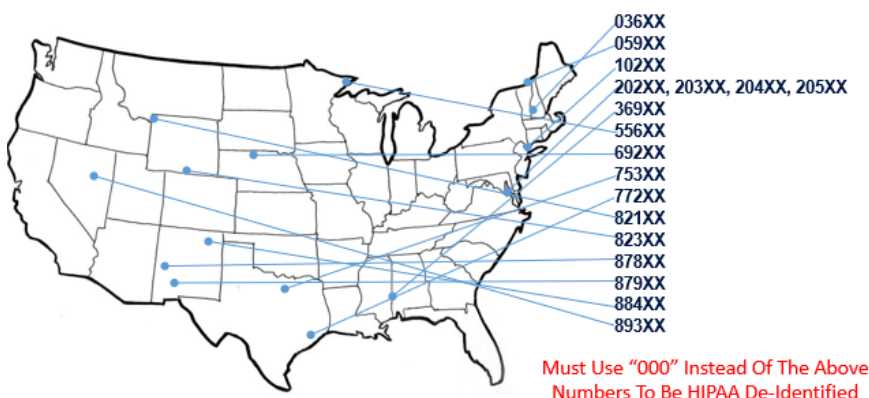 036XX
059XX
102XX
202XX, 203XX, 204XX, 205XX
369XX
556XX
692XX
753XX
772XX
821XX
823XX
878XX
879XX
884XX
893XX
Must Use “000” Instead Of The Above
Numbers To Be HIPAA De-Identified